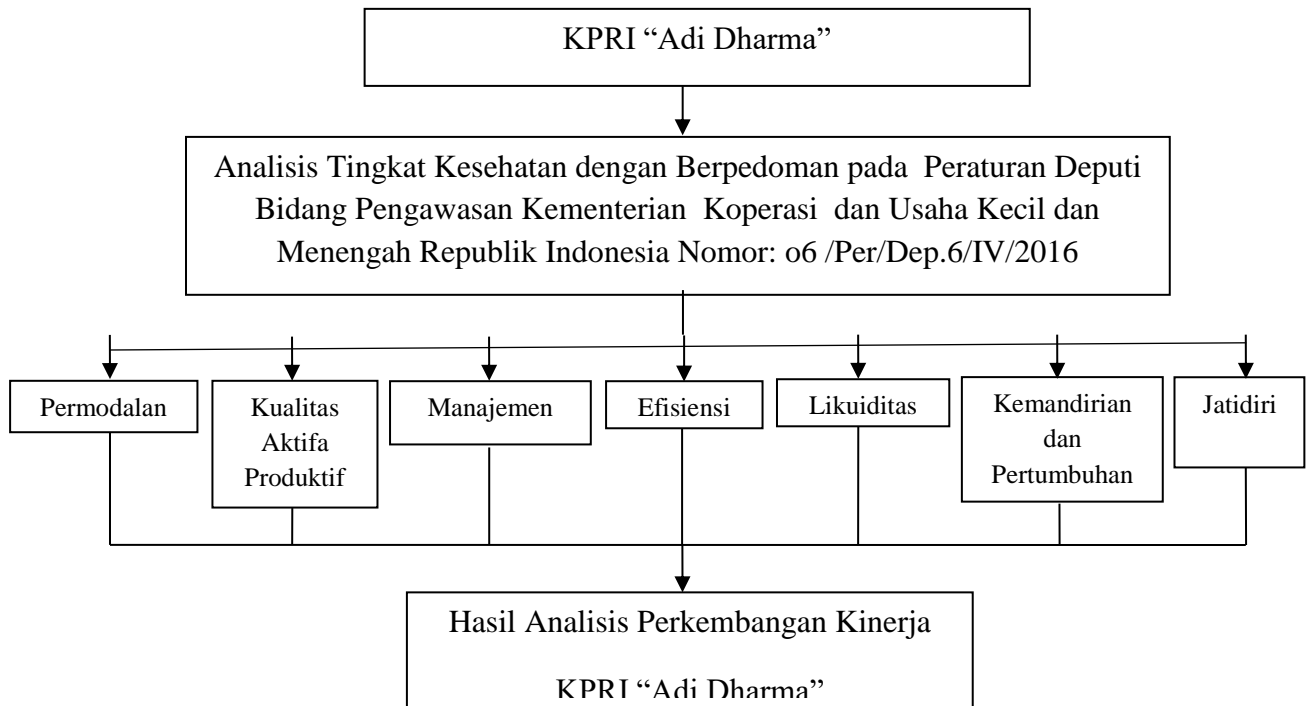 KPRI “Adi Dharma”
Analisis Tingkat Kesehatan dengan Berpedoman pada Peraturan Deputi
Bidang Pengawasan Kementerian Koperasi dan Usaha Kecil dan
Menengah Republik Indonesia Nomor: o6 /Per/Dep.6/IV/2016
Permodalan
Kualitas
Aktifa
Produktif
Manajemen
Efisiensi
Likuiditas
Kemandirian
dan
Pertumbuhan
Jatidiri
Hasil Analisis Perkembangan Kinerja
KPRI “Adi Dharma”